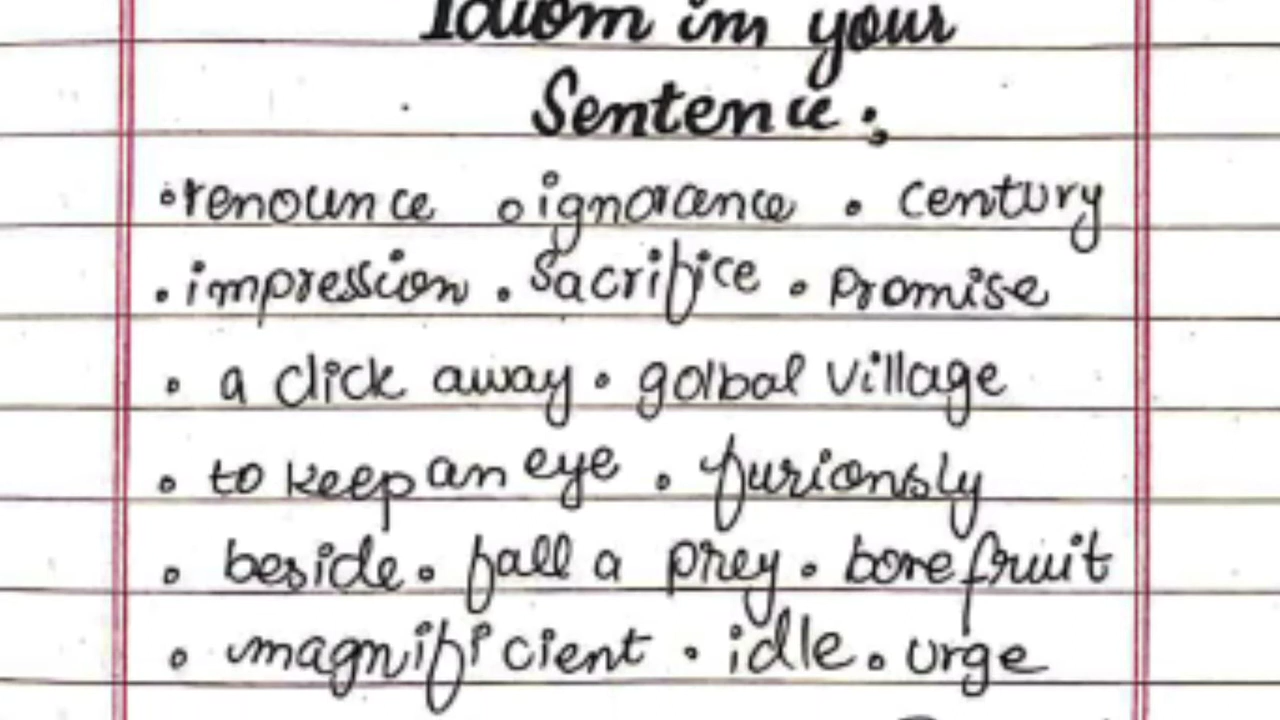 Idiom in your
Sentence :,
• renounce • ignorance • century
• impression • Sacrifice • Promise
• a click away • golbal village
• to keep an eye • furionsly
• beside • fall a prey • bore fruit
• magnificient • idle • urge